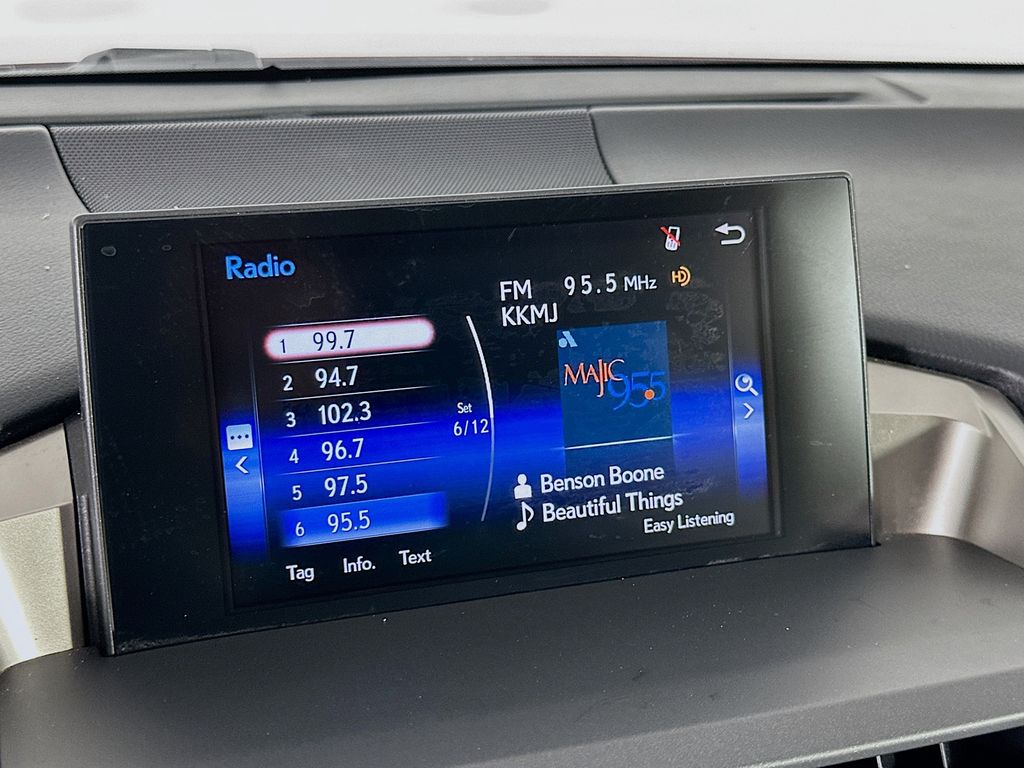 Radio
FM 95.5 MHz HD
KKMJ
1 99.7
2 94.7
3 102.3
4 96.7
5 97.5
6 95.5
Set
6/12
MAJIC
95.5
Benson Boone
Beautiful Things
Easy Listening
Tag Info. Text